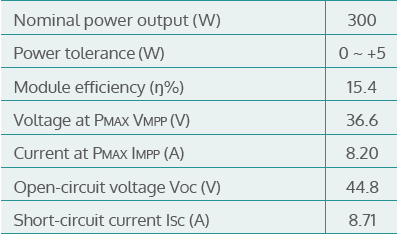 Nominal power output (W) 300
Power tolerance (W) 0 ~ +5
Module efficiency (ŋ%) 15.4
Voltage at PMAX VMPP (V) 36.6
Current at PMAX IMPP (A) 8.20
Open-circuit voltage VOC (V) 44.8
Short-circuit current ISC (A) 8.71